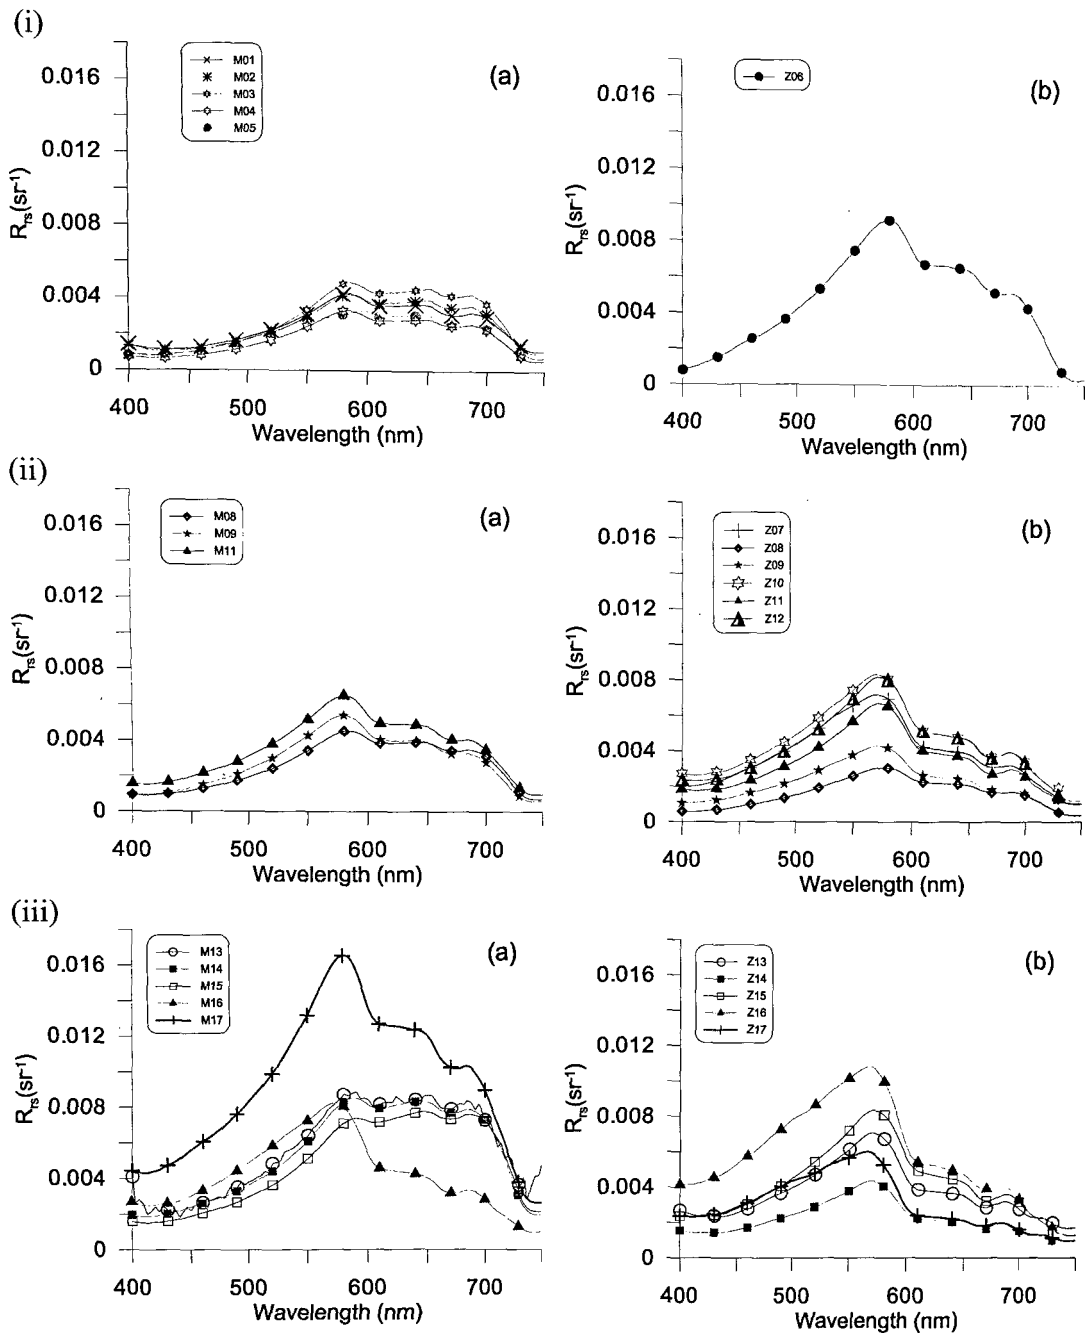 (i)
M01
M02
M03
M04
M05
(a)
0.016
0.012
0.008
0.004
0
Rrs(sr-1)
400 500 600 700
Wavelength (nm)
Z06
(b)
0.016
0.012
0.008
0.004
0
Rrs(sr-1)
400 500 600 700
Wavelength (nm)
(ii)
M08
M09
M11
(a)
0.016
0.012
0.008
0.004
0
Rrs(sr-1)
400 500 600 700
Wavelength (nm)
Z07
Z08
Z09
Z10
Z11
Z12
(b)
0.016
0.012
0.008
0.004
0
Rrs(sr-1)
400 500 600 700
Wavelength (nm)
(iii)
M13
M14
M15
M16
M17
(a)
0.016
0.012
0.008
0.004
0
Rrs(sr-1)
400 500 600 700
Wavelength (nm)
Z13
Z14
Z15
Z16
Z17
(b)
0.016
0.012
0.008
0.004
0
Rrs(sr-1)
400 500 600 700
Wavelength (nm)